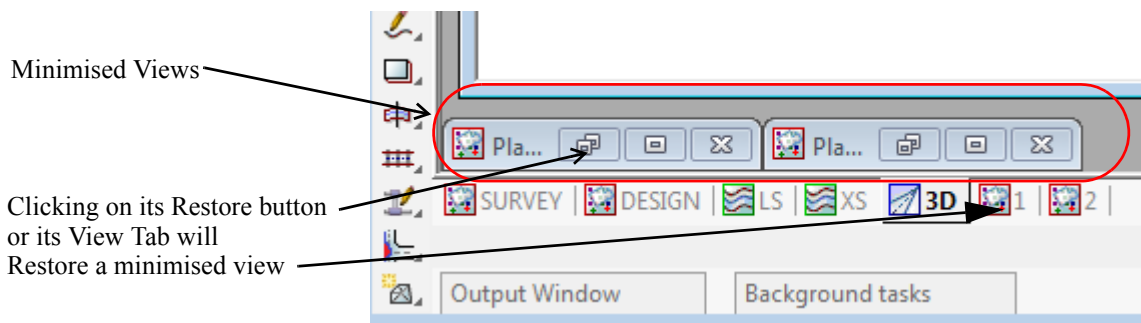 Minimised Views
Pla... Pla...
Clicking on its Restore button
or its View Tab will
Restore a minimised view
SURVEY DESIGN LS XS 3D 1 2
Output Window Background tasks